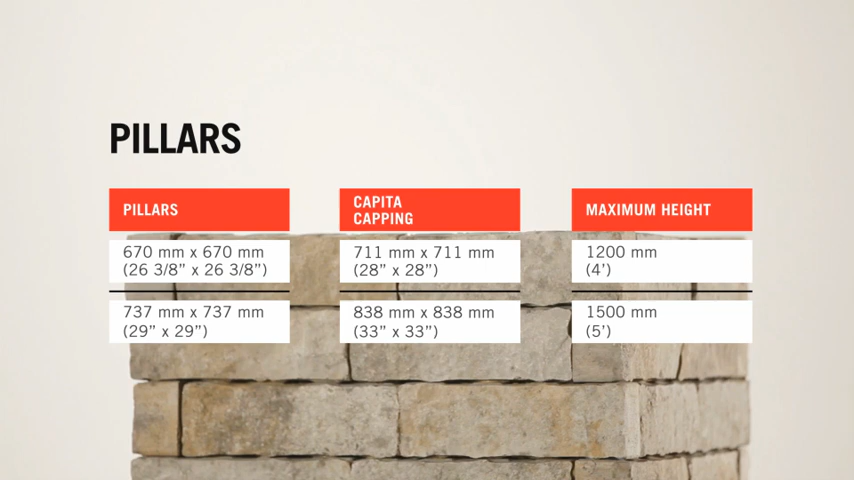 PILLARS
PILLARS
CAPITA
CAPPING
MAXIMUM HEIGHT
670 mm x 670 mm
(26 3/8” x 26 3/8”)
711 mm x 711 mm
(28” x 28”)
1200 mm
(4’)
737 mm x 737 mm
(29” x 29”)
838 mm x 838 mm
(33” x 33”)
1500 mm
(5’)